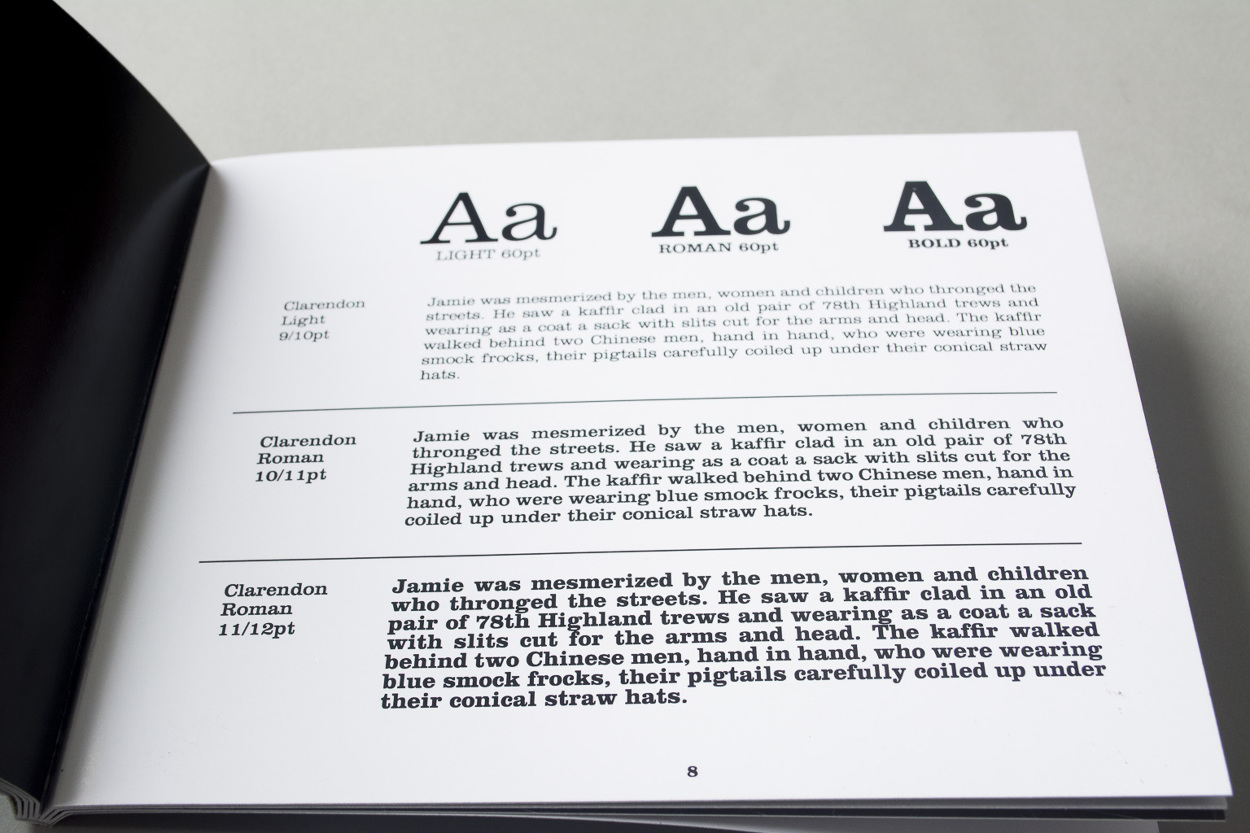 Aa Aa Aa
LIGHT 60pt ROMAN 60pt BOLD 60pt
Clarendon
Light
9/10pt
Jamie was mesmerized by the men, women and children who thronged the
streets. He saw a kaffir clad in an old pair of 78th Highland trews and
wearing as a coat a sack with slits cut for the arms and head. The kaffir
walked behind two Chinese men, hand in hand, who were wearing blue
smock frocks, their pigtails carefully coiled up under their conical straw
hats.
Clarendon
Roman
10/11pt
Jamie was mesmerized by the men, women and children who
thronged the streets. He saw a kaffir clad in an old pair of 78th
Highland trews and wearing as a coat a sack with slits cut for the
arms and head. The kaffir walked behind two Chinese men, hand in
hand, who were wearing blue smock frocks, their pigtails carefully
coiled up under their conical straw hats.
Clarendon
Roman
11/12pt
Jamie was mesmerized by the men, women and children
who thronged the streets. He saw a kaffir clad in an old
pair of 78th Highland trews and wearing as a coat a sack
with slits cut for the arms and head. The kaffir walked
behind two Chinese men, hand in hand, who were wearing
blue smock frocks, their pigtails carefully coiled up under
their conical straw hats.
8